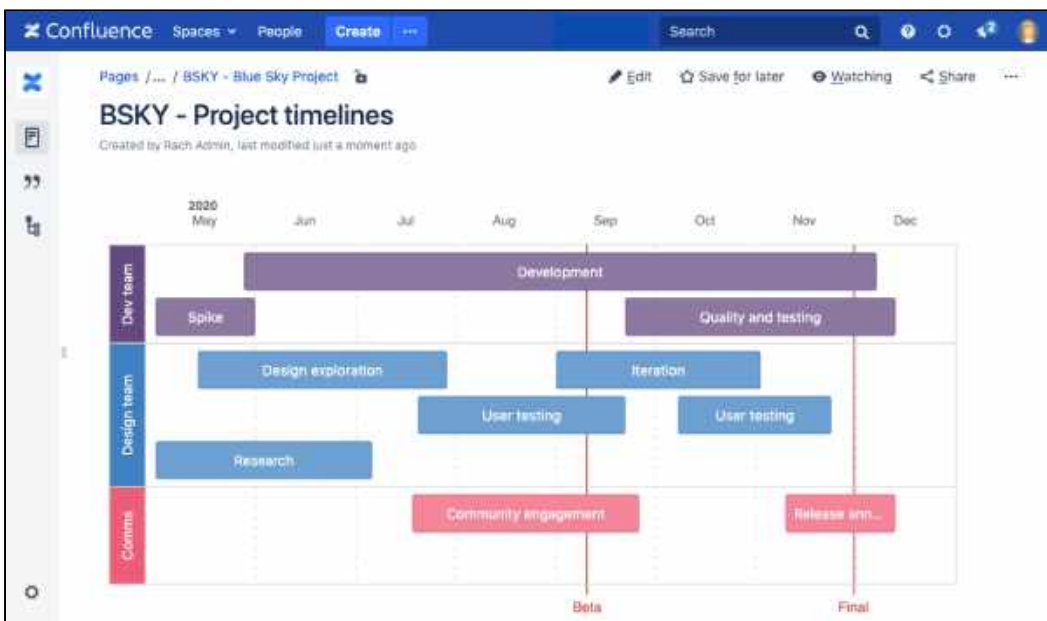 Confluence Spaces People Create ··· Search
Pages /... / BSKY - Blue Sky Project
Edit Save for later Watching Share ···
BSKY - Project timelines
Created by Rach Admin, last modified just a moment ago
2020
May Jun Jul Aug Sep Oct Nov Dec
Dev team
Development
Spike
Quality and testing
Design team
Design exploration
Iteration
User testing
User testing
Research
Comms
Community engagement
Release ann...
Beta
Final